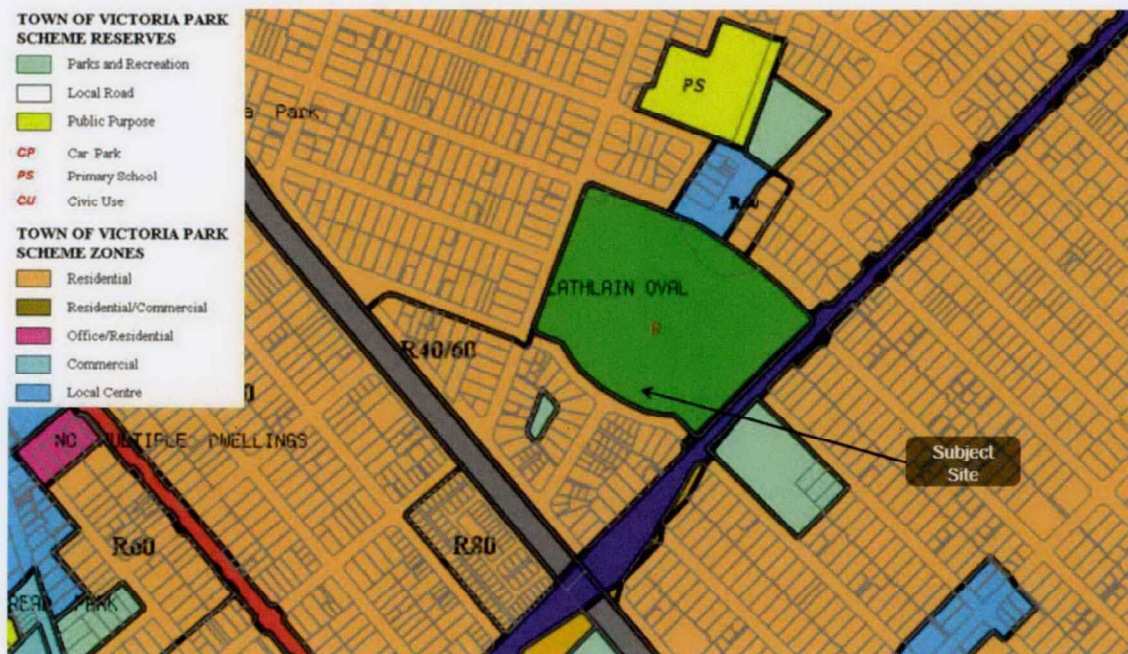 TOWN OF VICTORIA PARK
SCHEME RESERVES
Parks and Recreation
Local Road
Public Purpose
CP Car Park
PS Primary School
CU Civic Use
TOWN OF VICTORIA PARK
SCHEME ZONES
Residential
Residential/Commercial
Office/Residential
Commercial
Local Centre
a Park
PS
LATHLAIN OVAL
R
R40/60
NO MULTIPLE DWELLINGS
Subject
Site
R60
R80
READ PARK